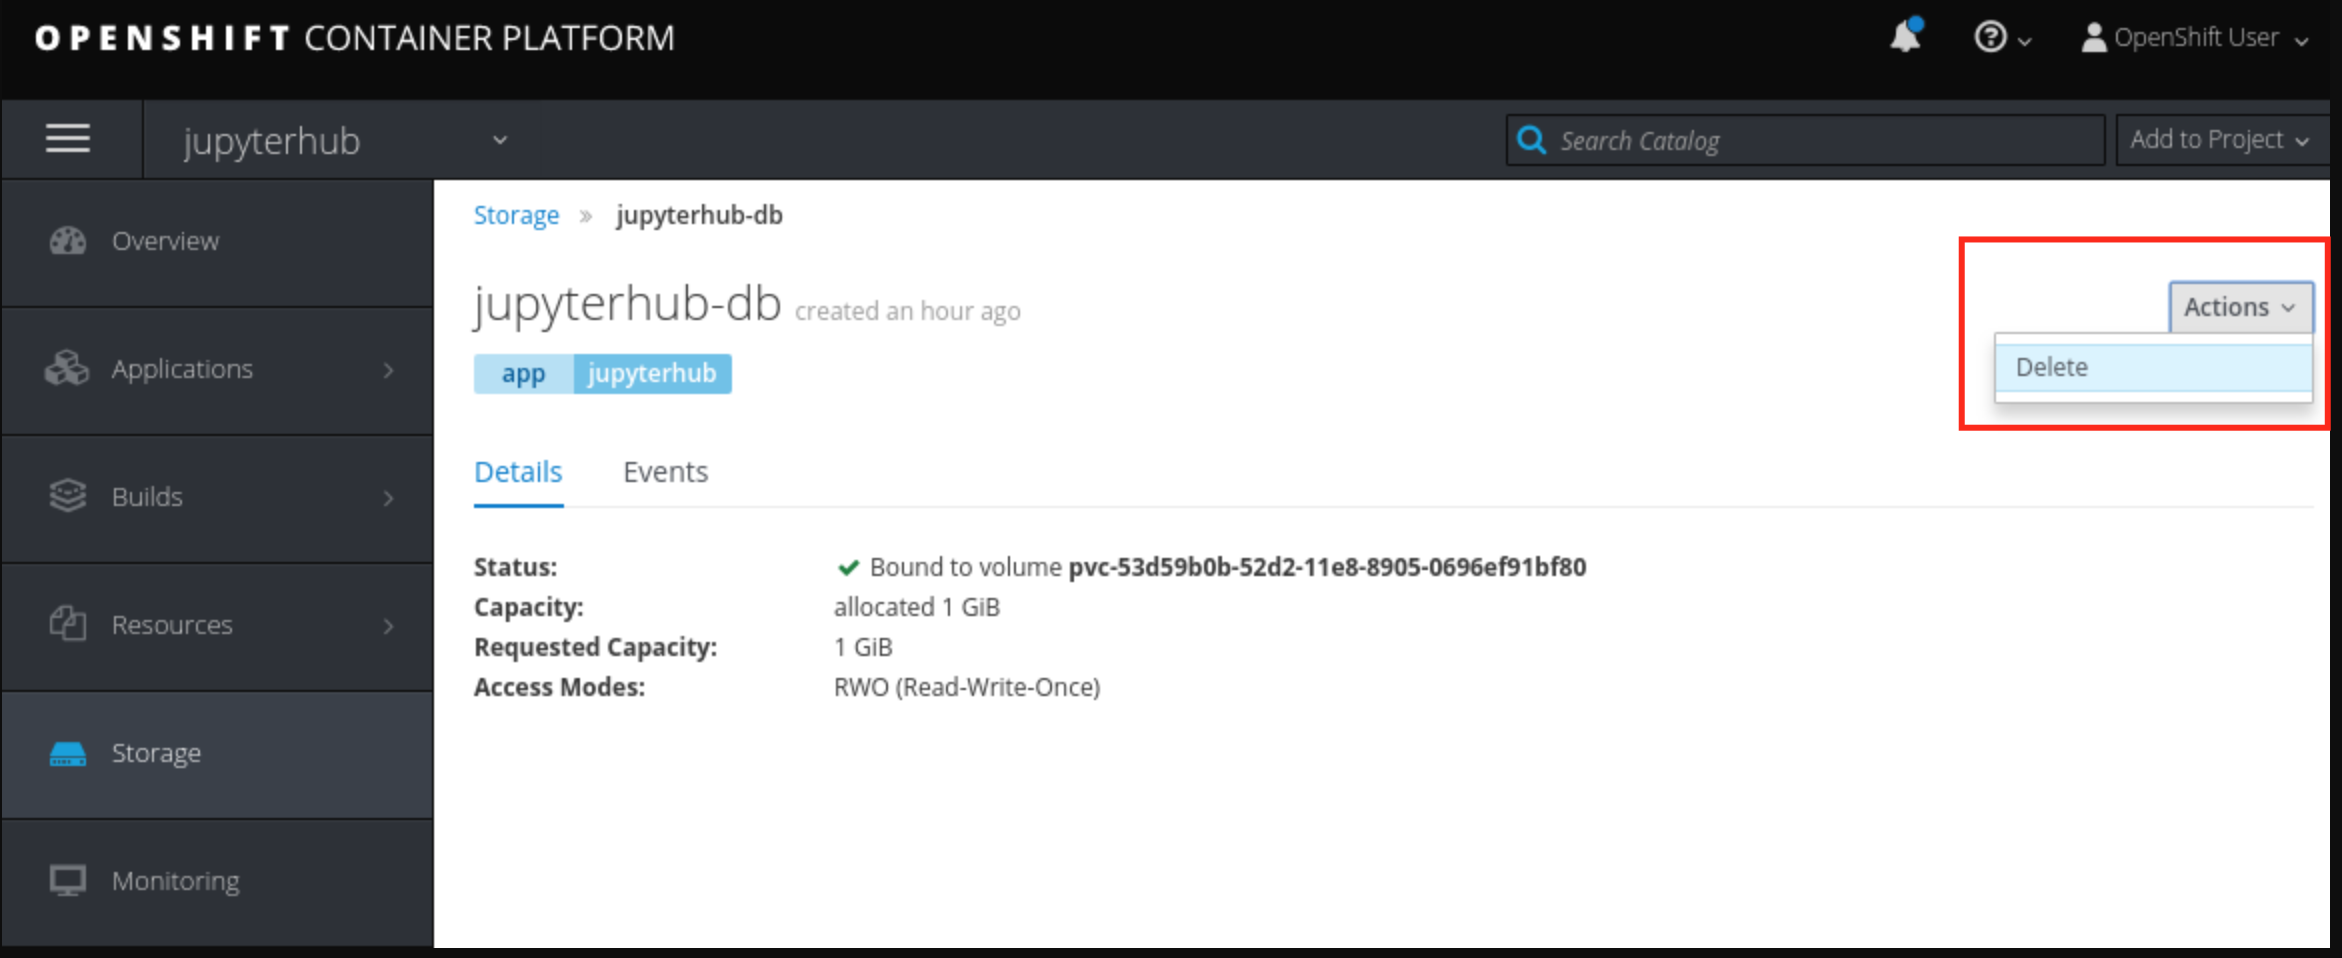 OPENSHIFT CONTAINER PLATFORM
OpenShift User
jupyterhub
Search Catalog
Add to Project
Overview
Applications
Builds
Resources
Storage
Monitoring
Storage » jupyterhub-db
jupyterhub-db created an hour ago
app jupyterhub
Actions
Delete
Details Events
Status: Bound to volume pvc-53d59b0b-52d2-11e8-8905-0696ef91bf80
Capacity: allocated 1 GiB
Requested Capacity: 1 GiB
Access Modes: RWO (Read-Write-Once)